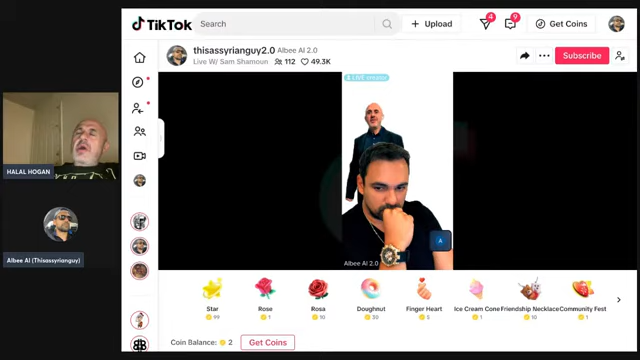 TikTok
Search
Upload
4
9
Get Coins
thisassyrianguy2.0 Albee AI 2.0
Live W/ Sam Shamoun 112 49.3K
Subscribe
LIVE creator
HALAL HOGAN
Albee AI (Thisassyrianguy)
A
Albee AI 2.0
Star
99
Rose
1
Rosa
10
Doughnut
30
Finger Heart
Ice Cream Cone
1
Friendship Necklace
10
Community Fest
1
Coin Balance: 2 Get Coins